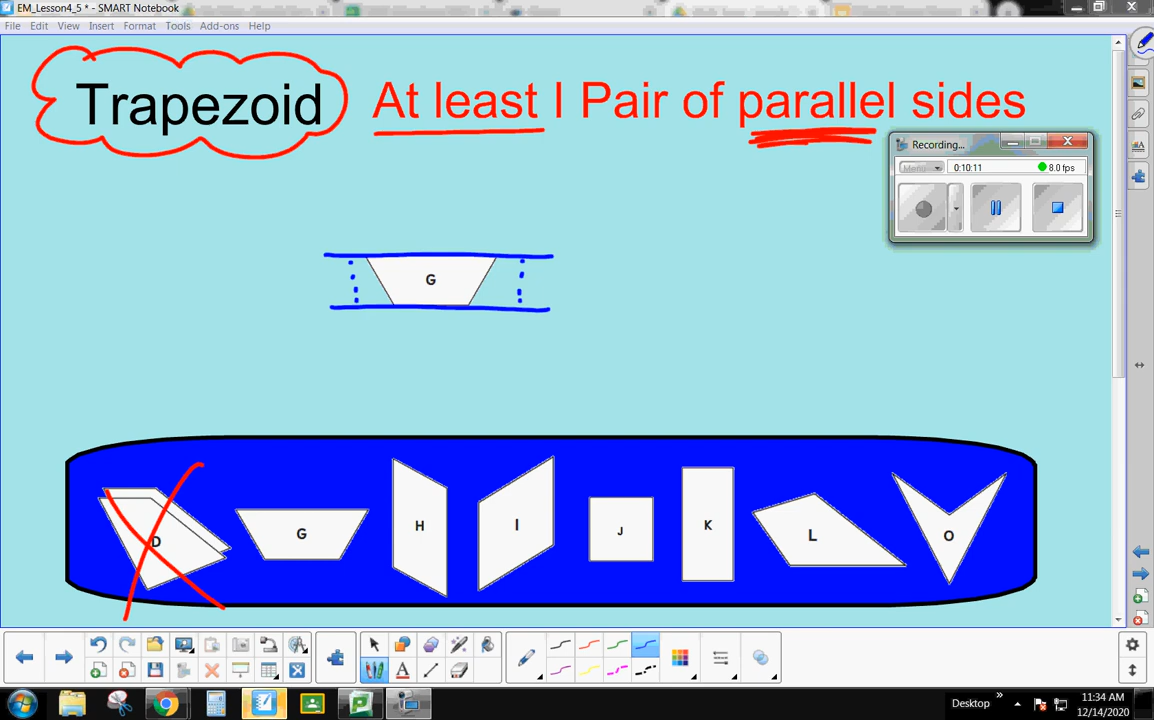 EM_Lesson4_5 * - SMART Notebook
File Edit View Insert Format Tools Add-ons Help
Trapezoid At least I Pair of parallel sides
Recording...
Menu 0:10:11 8.0 fps
G
D G H I J K L O
Desktop
11:34 AM
12/14/2020